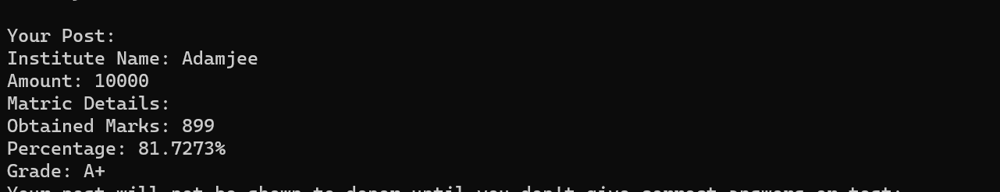 Your Post:
Institute Name: Adamjee
Amount: 10000
Matric Details:
Obtained Marks: 899
Percentage: 81.7273%
Grade: A+
Your post will not be shown to donor until you don't give correct answers on test: